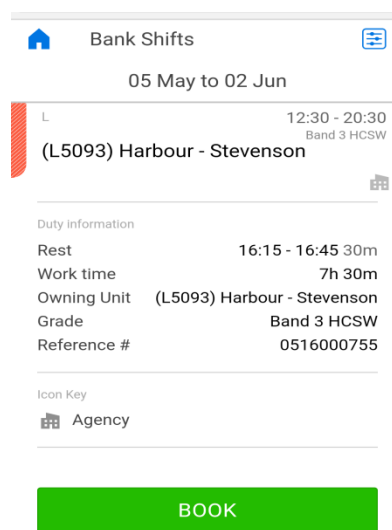 Bank Shifts
05 May to 02 Jun
L 12:30 - 20:30
Band 3 HCSW
(L5093) Harbour - Stevenson
Duty information
Rest 16:15 - 16:45 30m
Work time 7h 30m
Owning Unit (L5093) Harbour - Stevenson
Grade Band 3 HCSW
Reference # 0516000755
Icon Key
Agency
BOOK